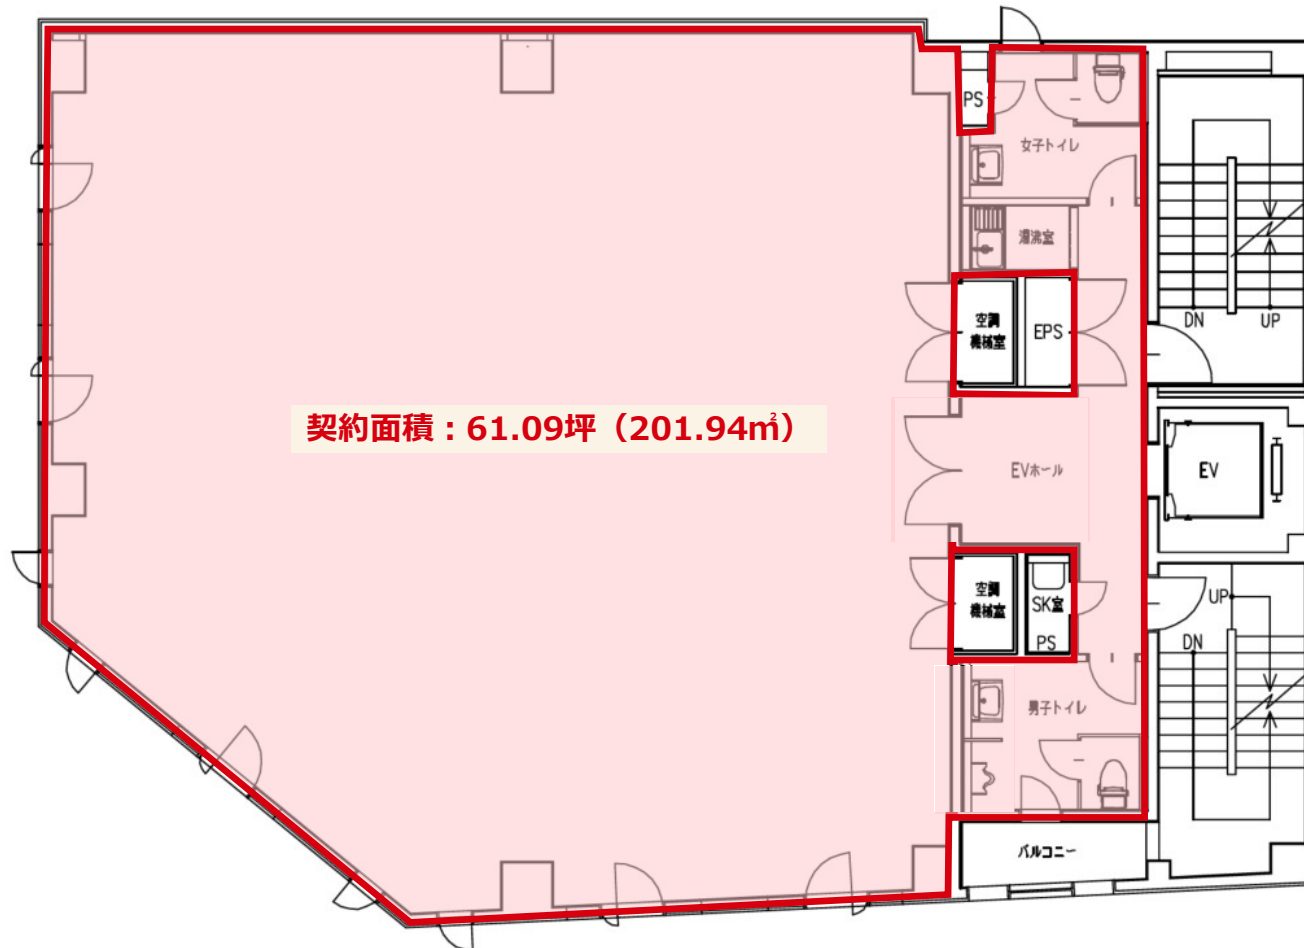 PS
女子トイレ
湯沸室
空調
機械室
EPS
DN
UP
契約面積：61.09坪（201.94㎡）
EVホール
EV
空調
機械室
SK室
PS
UP
DN
男子トイレ
バルコニー